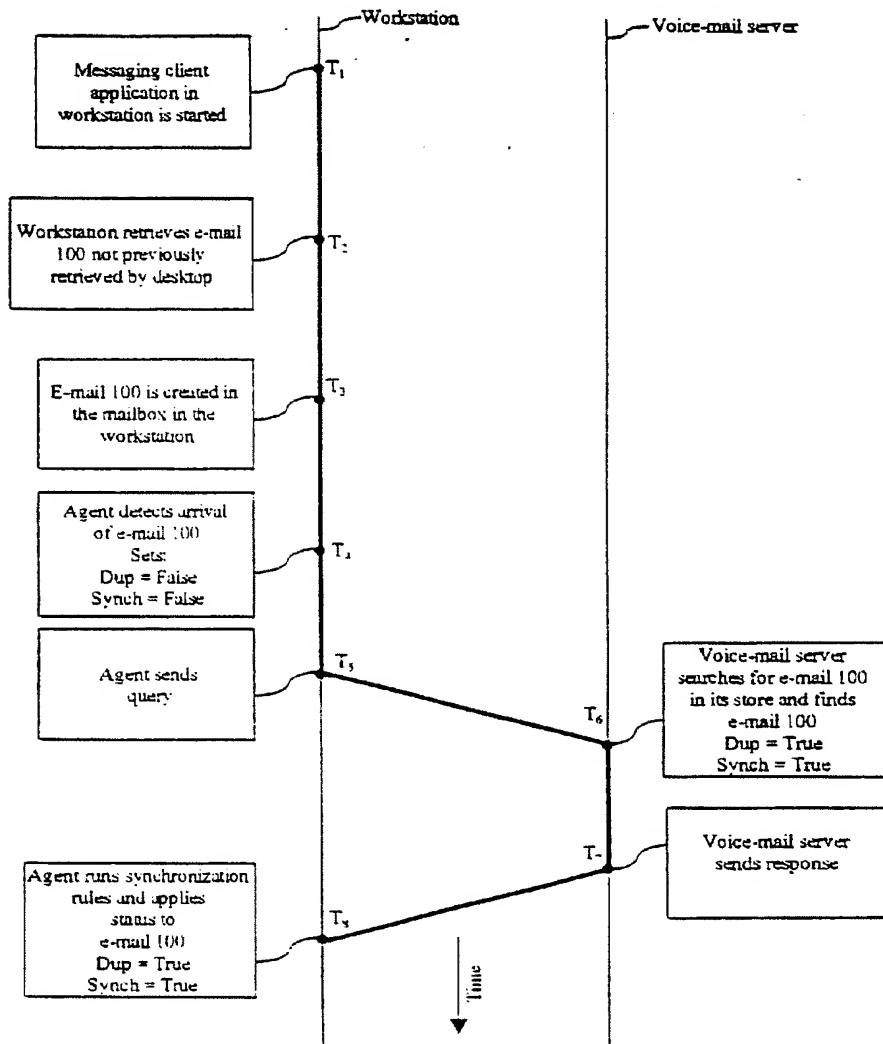 Workstation
Voice-mail server
Messaging client
application in
workstation is started
T₁
Workstation retrieves e-mail
100 not previously
retrieved by desktop
T₂
E-mail 100 is created in
the mailbox in the
workstation
T₃
Agent detects arrival
of e-mail 100
Sets:
Dup = False
Synch = False
T₄
Agent sends
query
T₅
Voice-mail server
searches for e-mail 100
in its store and finds
e-mail 100
Dup = True
Synch = True
T₆
Voice-mail server
sends response
T₇
Agent runs synchronization
rules and applies
status to
e-mail 100
Dup = True
Synch = True
T₈
Time